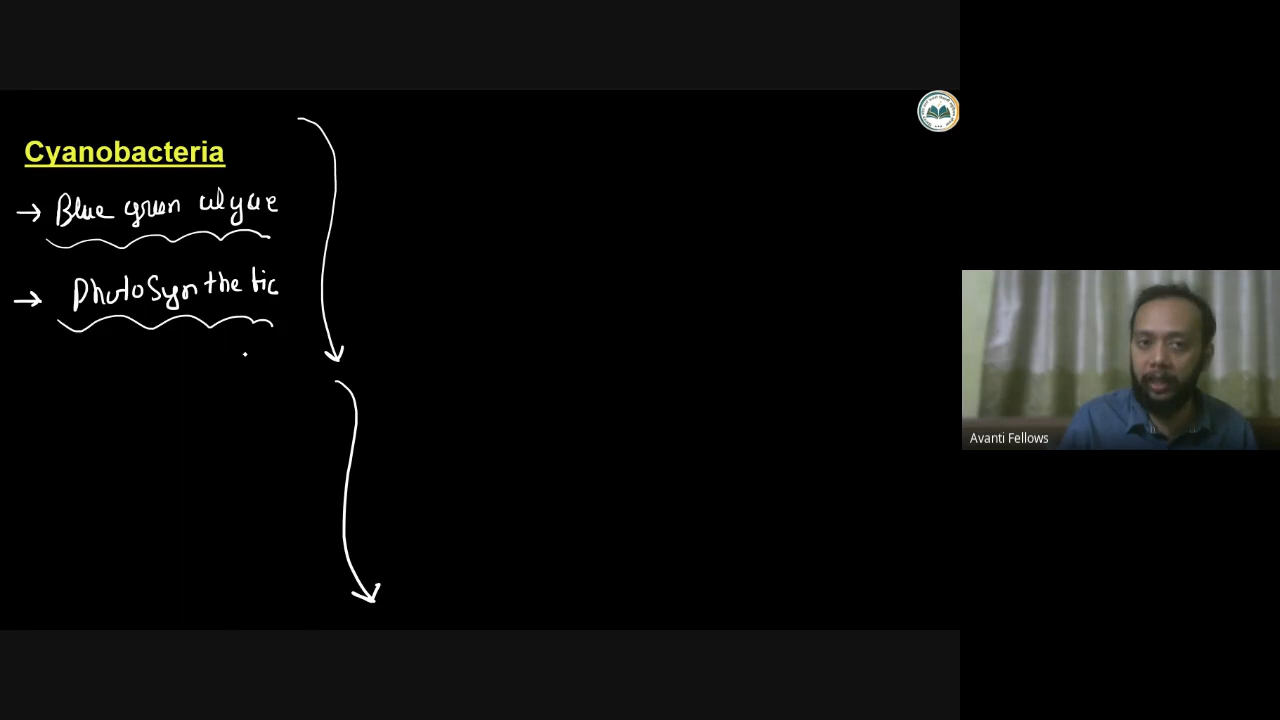 Cyanobacteria
→ Blue green algae
→ PhotoSynthetic
Avanti Fellows